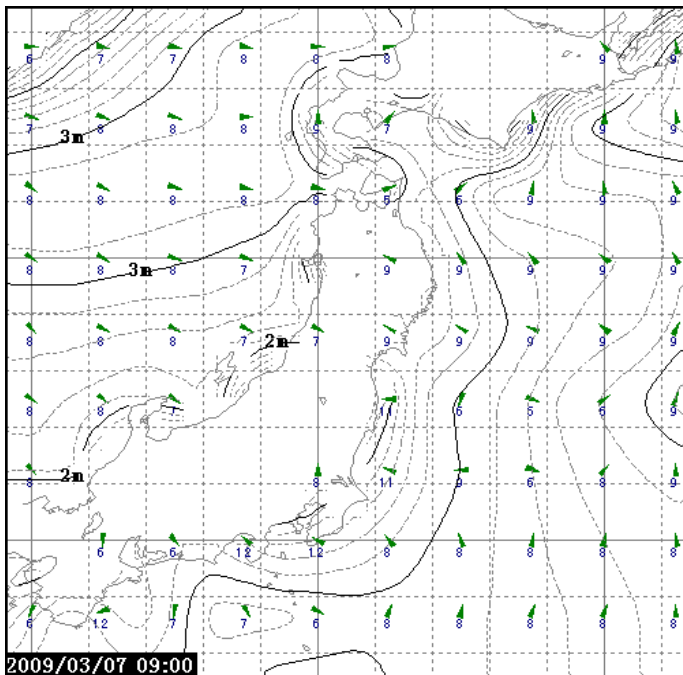 6 7 7 8 8 8 9 9
7 8 8 8 9 7 9 9 9
3m
8 8 8 8 8 5 6 9 9 9
8 8 3m 8 7 9 9 9 9 9
8 8 8 7 2m 7 9 9 9 9 9
8 8 7 11 6 5 6 9
8 2m 8 11 9 6 8 8
6 6 12 12 8 8 8 8 8
6 12 7 7 6 8 8 8 8 8
2009/03/07 09:00